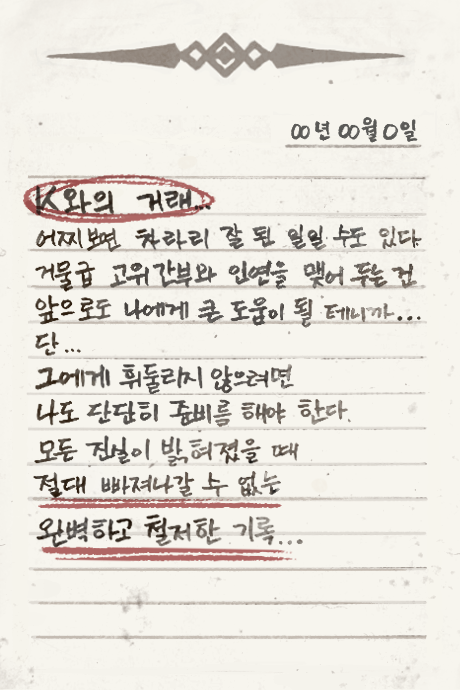 00년 00월 0일
K와의 거래...
어찌보면 차라리 잘 된 일일 수도 있다.
거물급 고위간부와 인연을 맺어 두는 건
앞으로도 나에게 큰 도움이 될 테니까...
단...
그에게 휘둘리지 않으려면
나도 단단히 준비를 해야 한다.
모든 진실이 밝혀졌을 때
절대 빠져나갈 수 없는
완벽하고 철저한 기록...